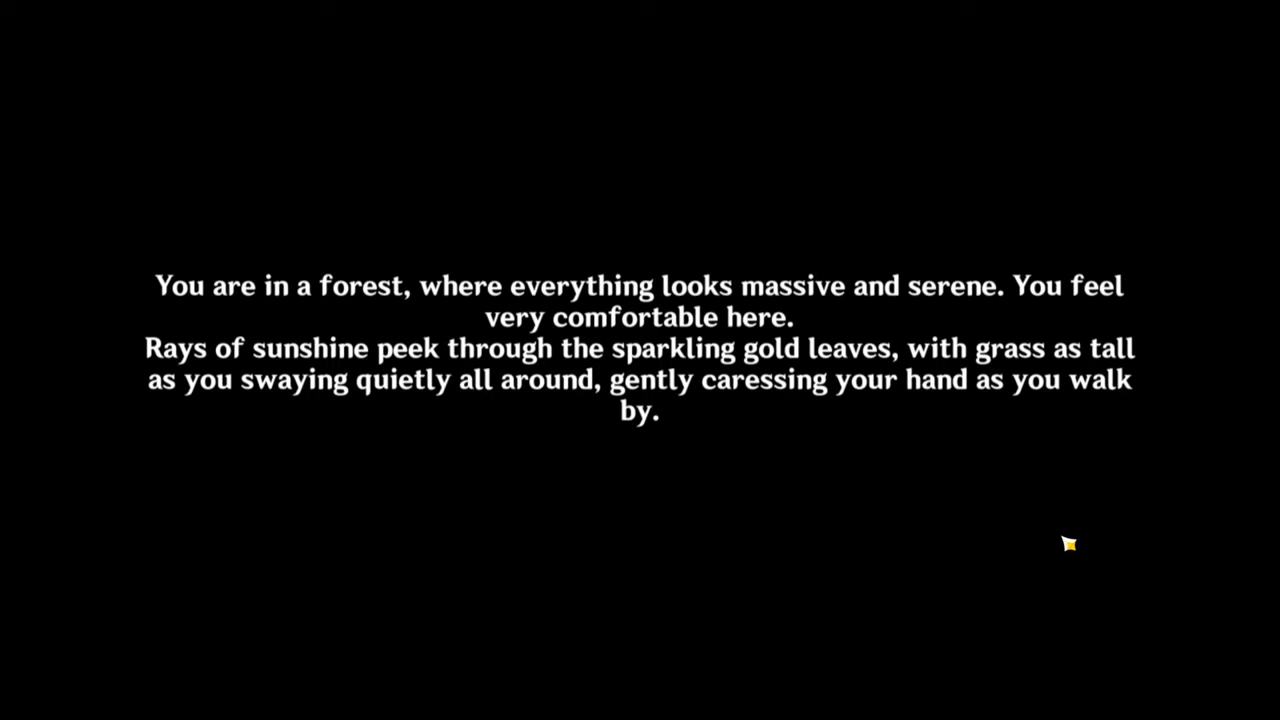 You are in a forest, where everything looks massive and serene. You feel
very comfortable here.
Rays of sunshine peek through the sparkling gold leaves, with grass as tall
as you swaying quietly all around, gently caressing your hand as you walk
by.